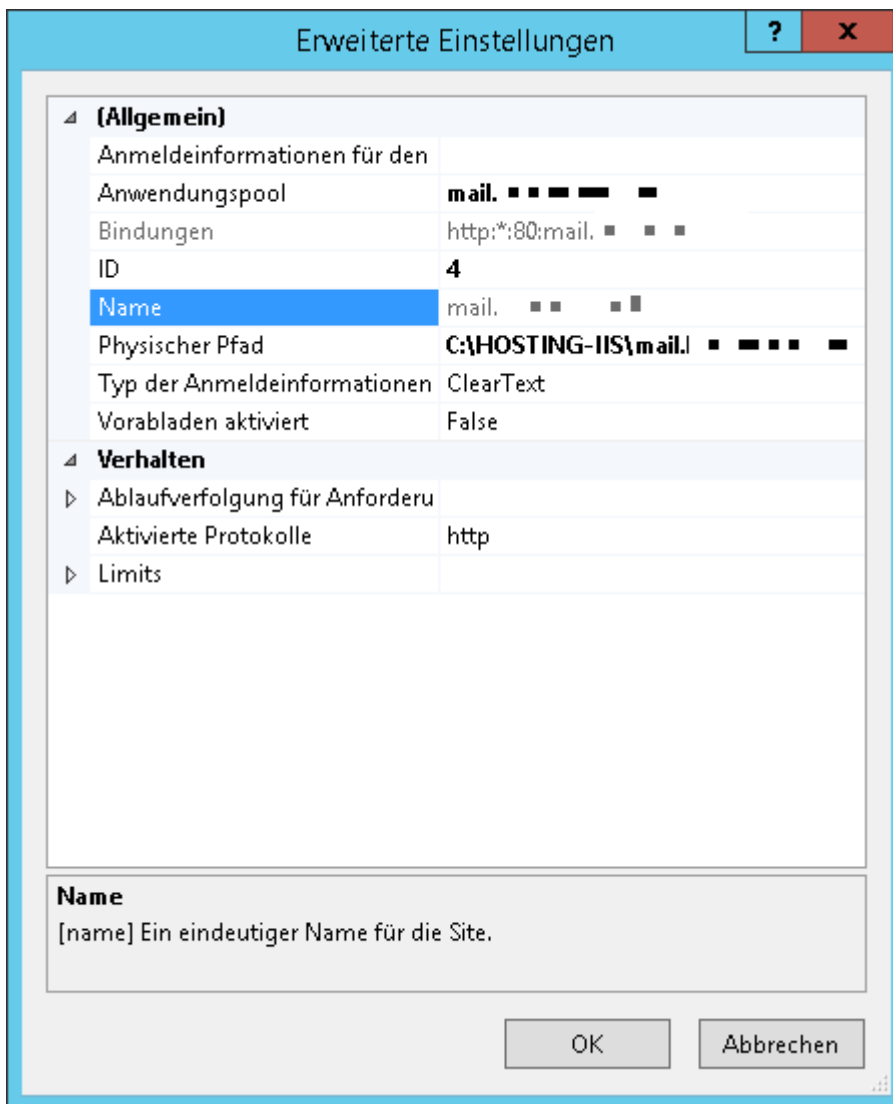 Erweiterte Einstellungen
? x
(Allgemein)
Anmeldeinformationen für den
Anwendungspool mail.
Bindungen http:*:80:mail.
ID 4
Name mail.
Physischer Pfad C:\HOSTING-IIS\mail.
Typ der Anmeldeinformationen ClearText
Vorabladen aktiviert False
Verhalten
Ablaufverfolgung für Anforderu
Aktivierte Protokolle http
Limits
Name
[name] Ein eindeutiger Name für die Site.
OK Abbrechen